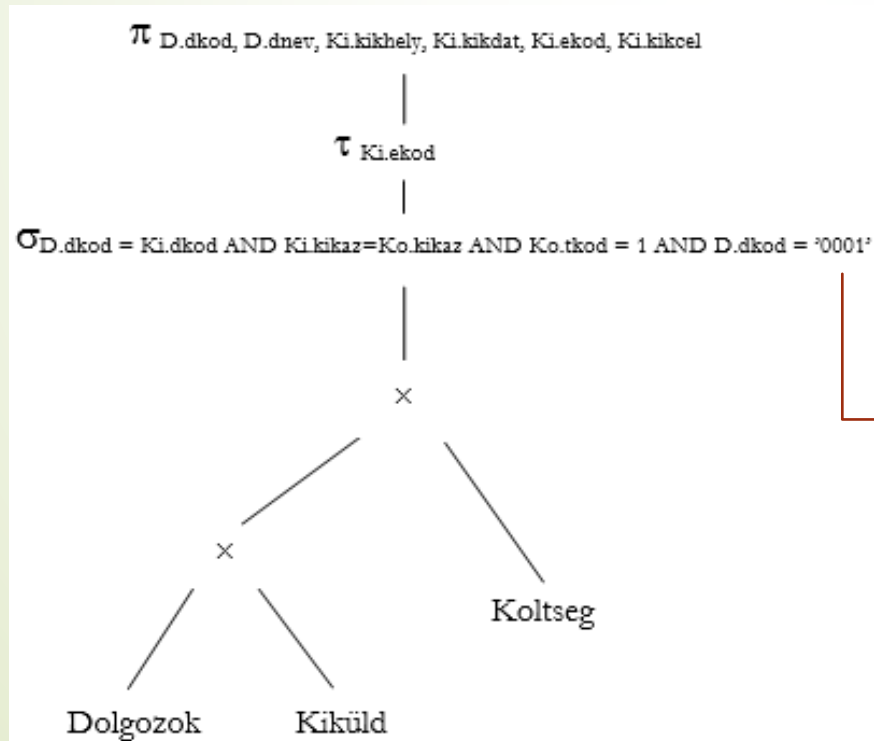 π D.dkod, D.dnev, Ki.kikhely, Ki.kikdat, Ki.ekod, Ki.kikcel
τ Ki.ekod
σD.dkod = Ki.dkod AND Ki.kikaz=Ko.kikaz AND Ko.tkod = 1 AND D.dkod = ’0001’
×
×
Koltseg
Dolgozok Kiküld